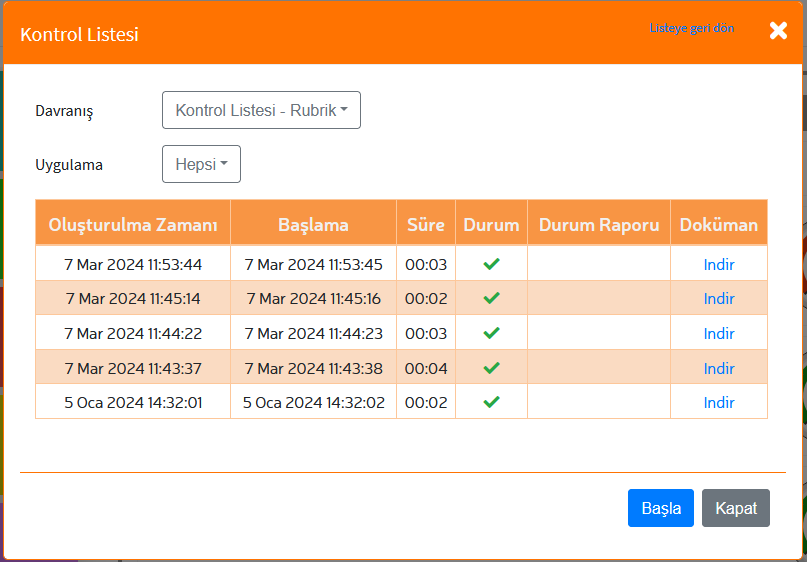 Kontrol Listesi
Listeye geri dön
Davranış Kontrol Listesi - Rubrik
Uygulama Hepsi
Oluşturulma Zamanı Başlama Süre Durum Durum Raporu Doküman
7 Mar 2024 11:53:44 7 Mar 2024 11:53:45 00:03 Indir
7 Mar 2024 11:45:14 7 Mar 2024 11:45:16 00:02 Indir
7 Mar 2024 11:44:22 7 Mar 2024 11:44:23 00:03 Indir
7 Mar 2024 11:43:37 7 Mar 2024 11:43:38 00:04 Indir
5 Oca 2024 14:32:01 5 Oca 2024 14:32:02 00:02 Indir
Başla Kapat